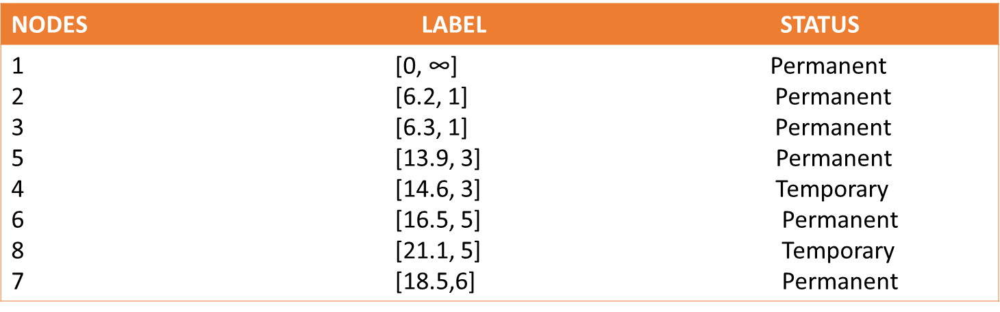 NODES LABEL STATUS
1 [0, ∞] Permanent
2 [6.2, 1] Permanent
3 [6.3, 1] Permanent
5 [13.9, 3] Permanent
4 [14.6, 3] Temporary
6 [16.5, 5] Permanent
8 [21.1, 5] Temporary
7 [18.5,6] Permanent